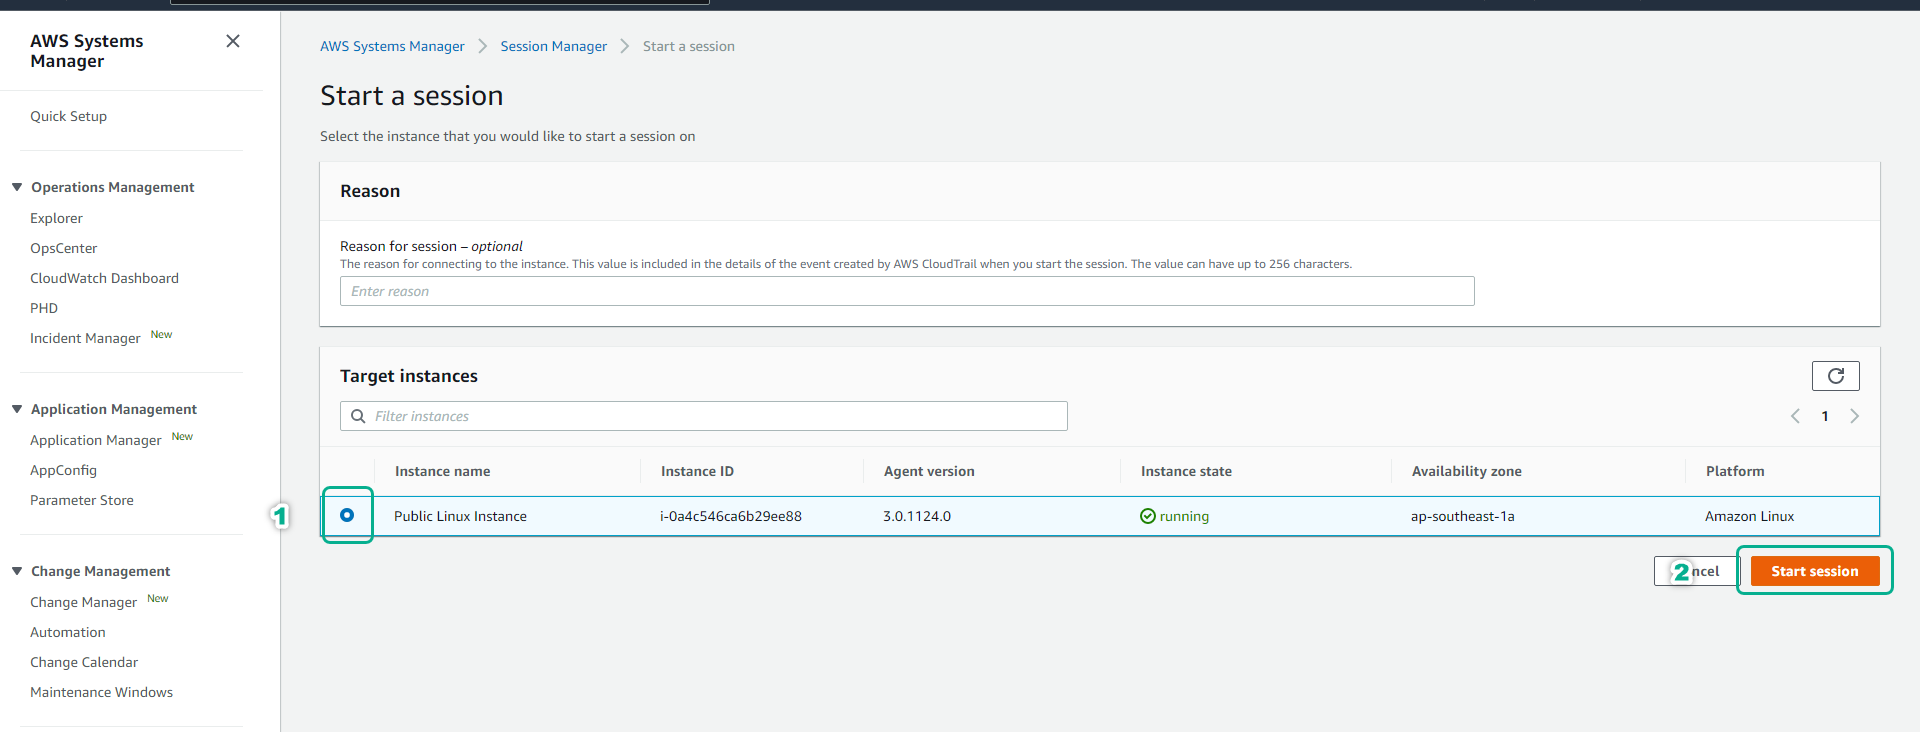 AWS Systems
Manager
Quick Setup
Operations Management
Explorer
OpsCenter
CloudWatch Dashboard
PHD
Incident Manager New
Application Management
Application Manager New
AppConfig
Parameter Store
Change Management
Change Manager New
Automation
Change Calendar
Maintenance Windows
AWS Systems Manager Session Manager Start a session
Start a session
Select the instance that you would like to start a session on
Reason
Reason for session – optional
The reason for connecting to the instance. This value is included in the details of the event created by AWS CloudTrail when you start the session. The value can have up to 256 characters.
Enter reason
Target instances
Filter instances
1
Instance name Instance ID Agent version Instance state Availability zone Platform
1 Public Linux Instance i-0a4c546ca6b29ee88 3.0.1124.0 running ap-southeast-1a Amazon Linux
2 ncel Start session